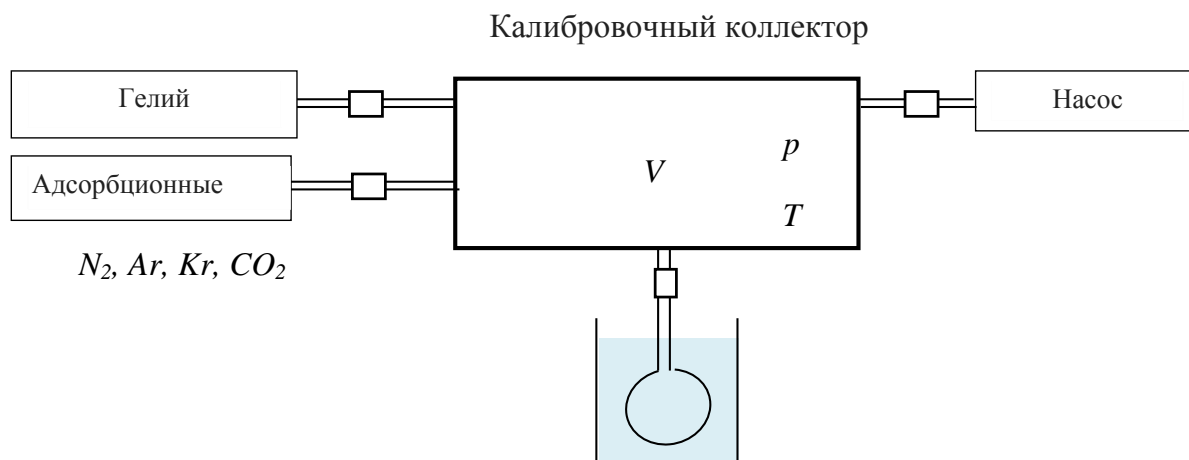 Калибровочный коллектор
Гелий
Насос
Адсорбционные
p
V
T
N₂, Ar, Kr, CO₂